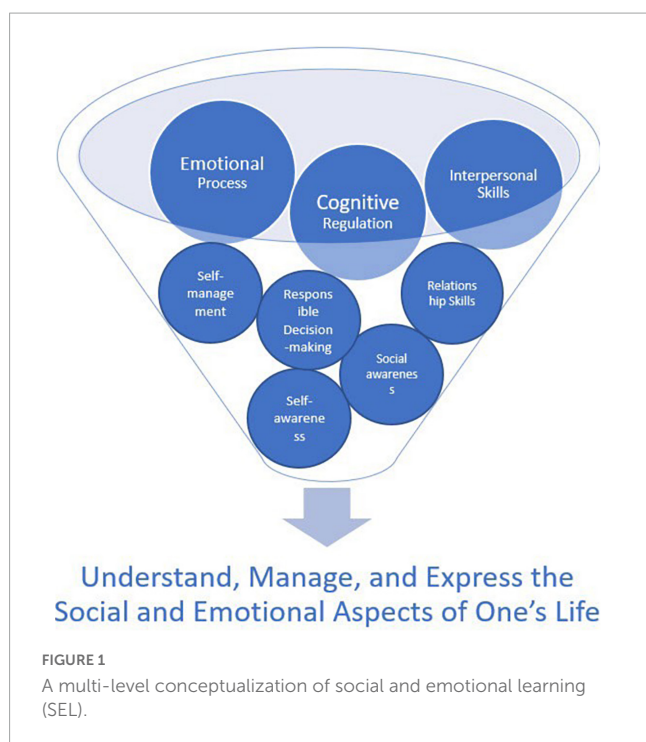 Emotional
Process
Cognitive
Regulation
Interpersonal
Skills
Self-
manage
ment
Respons
ible
Decision
-making
Relations
hip Skills
Social
awarenes
s
Self-
awarene
ss
Understand, Manage, and Express the
Social and Emotional Aspects of One's Life
FIGURE 1
A multi-level conceptualization of social and emotional learning
(SEL).